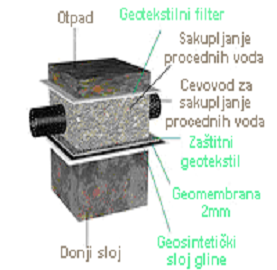 Otpad
Geotekstilni filter
Sakupljanje
procednih voda
Cevovod za
sakupljanje
procednih voda
Zaštitni
geotekstil
Geomembrana
2mm
Geosintetički
sloj gline
Donji sloj